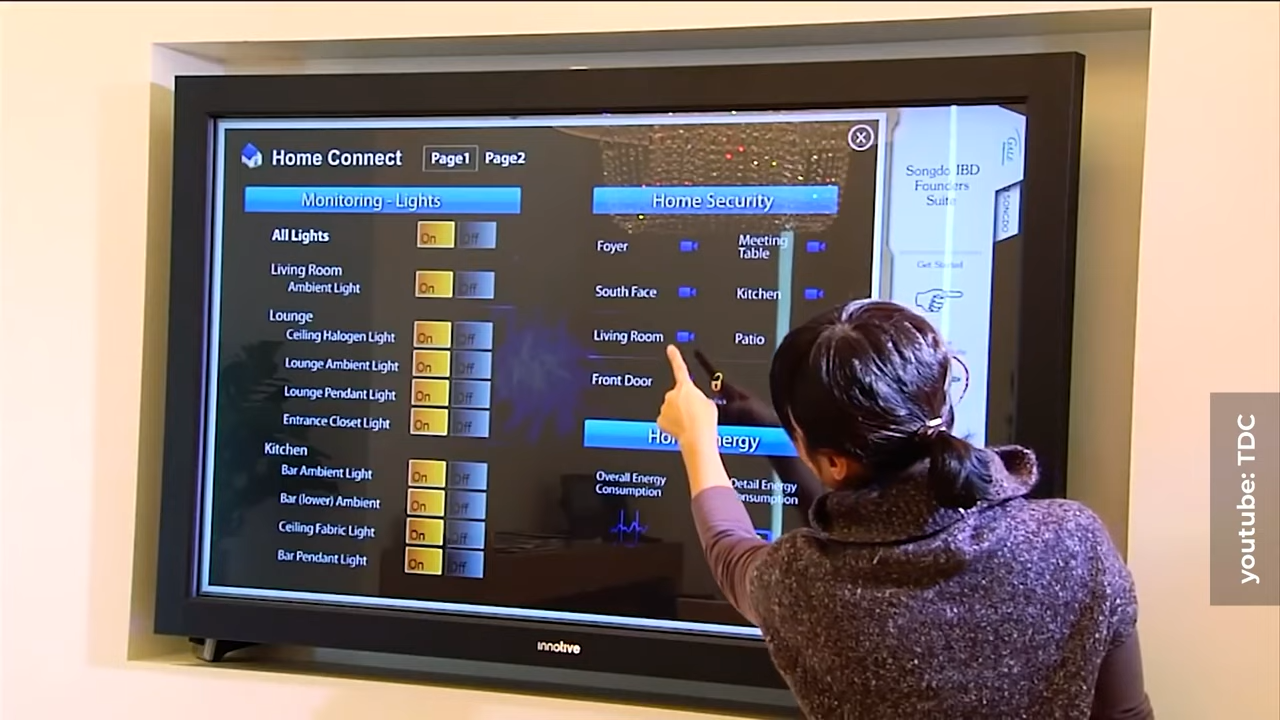 Home Connect
Page1 Page2
Monitoring - Lights
All Lights
On Off
Living Room
Ambient Light
On Off
Lounge
Ceiling Halogen Light
On Off
Lounge Ambient Light
On Off
Lounge Pendant Light
On Off
Entrance Closet Light
On Off
Kitchen
Bar Ambient Light
On Off
Bar (lower) Ambient
On Off
Ceiling Fabric Light
On Off
Bar Pendant Light
On Off
Home Security
Foyer
Meeting
Table
South Face
Kitchen
Living Room
Patio
Front Door
Overall Energy
Consumption
Detail Energy
Songdo IBD
Founders
Suite
SONGDO
Get Started
innotive
youtube: TDC